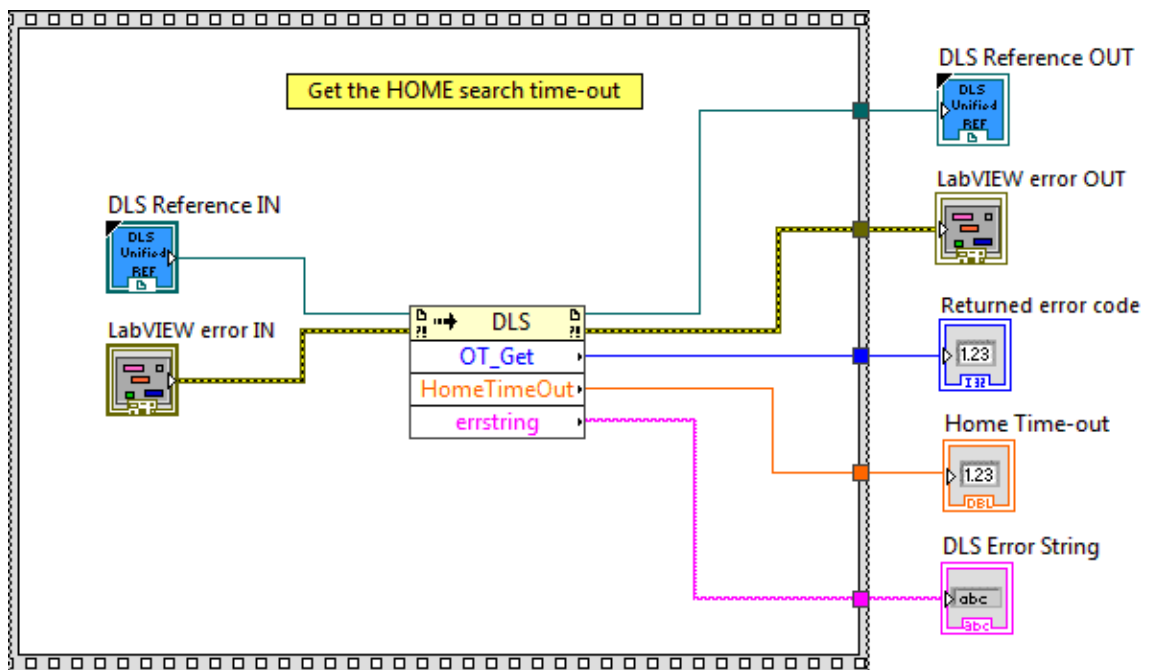 Get the HOME search time-out
DLS Reference OUT
DLS
Unified
REF
LabVIEW error OUT
DLS Reference IN
DLS
Unified
REF
LabVIEW error IN
?! DLS ?!
OT_Get
HomeTimeOut
errstring
Returned error code
1.23
I32
Home Time-out
1.23
DBL
DLS Error String
abc
abc